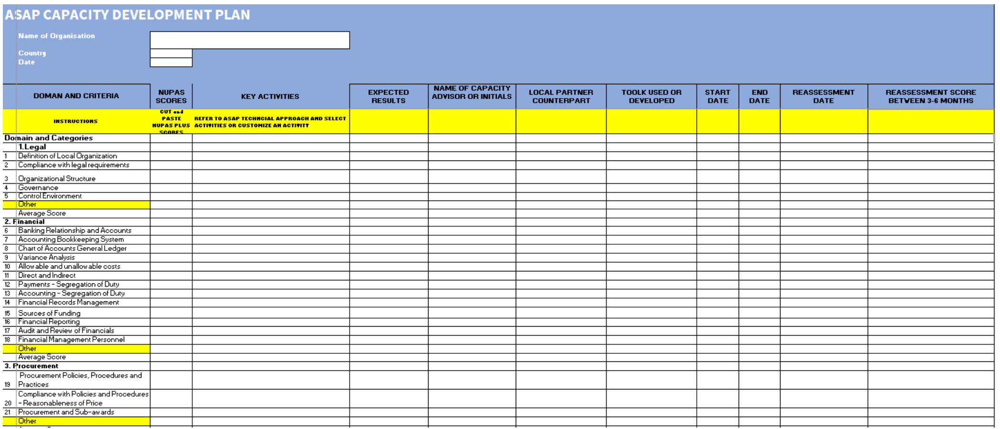 ASAP CAPACITY DEVELOPMENT PLAN
Name of Organisation
Country
Date
DOMAN AND CRITERIA
NUPAS
SCORES
KEY ACTIVITIES
EXPECTED
RESULTS
NAME OF CAPACITY
ADVISOR OR INITIALS
LOCAL PARTNER
COUNTERPART
TOOLK USED OR
DEVELOPED
START
DATE
END
DATE
REASSESSMENT
DATE
REASSESSMENT SCORE
BETWEEN 3-6 MONTHS
INSTRUCTIONS
CUT and
PASTE
NUPAS PLUS
SCORES
REFER TO ASAP TECHNCIAL APPROACH AND SELECT
ACTIVITIES OR CUSTOMIZE AN ACTIVITY
Domain and Categories
1.Legal
1 Definition of Local Organization
2 Compliance with legal requirements
3 Organizational Structure
4 Governance
5 Control Environment
Other
Average Score
2. Financial
6 Banking Relationship and Accounts
7 Accounting Bookkeeping System
8 Chart of Accounts General Ledger
9 Variance Analysis
10 Allowable and unallowable costs
11 Direct and Indirect
12 Payments - Segregation of Duty
13 Accounting - Segregation of Duty
14 Financial Records Management
15 Sources of Funding
16 Financial Reporting
17 Audit and Review of Financials
18 Financial Management Personnel
Other
Average Score
3. Procurement
Procurement Policies, Procedures and
19 Practices
Compliance with Policies and Procedures
20 - Reasonableness of Price
21 Procurement and Sub-awards
Other